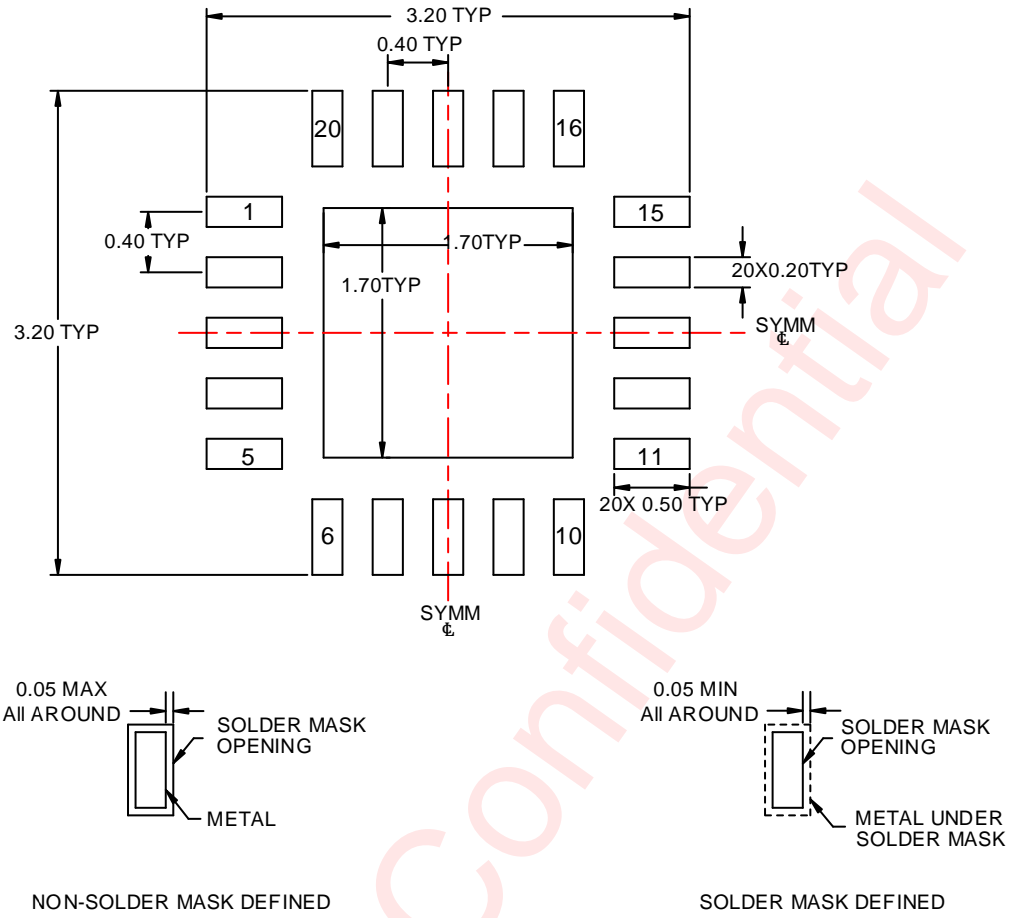 3.20 TYP
0.40 TYP
20
16
1
15
0.40 TYP
1.70TYP
20X0.20TYP
1.70TYP
3.20 TYP
SYMM
℄
5
11
20X 0.50 TYP
6
10
SYMM
℄
0.05 MAX
All AROUND
SOLDER MASK
OPENING
METAL
NON-SOLDER MASK DEFINED
0.05 MIN
All AROUND
SOLDER MASK
OPENING
METAL UNDER
SOLDER MASK
SOLDER MASK DEFINED
Confidential